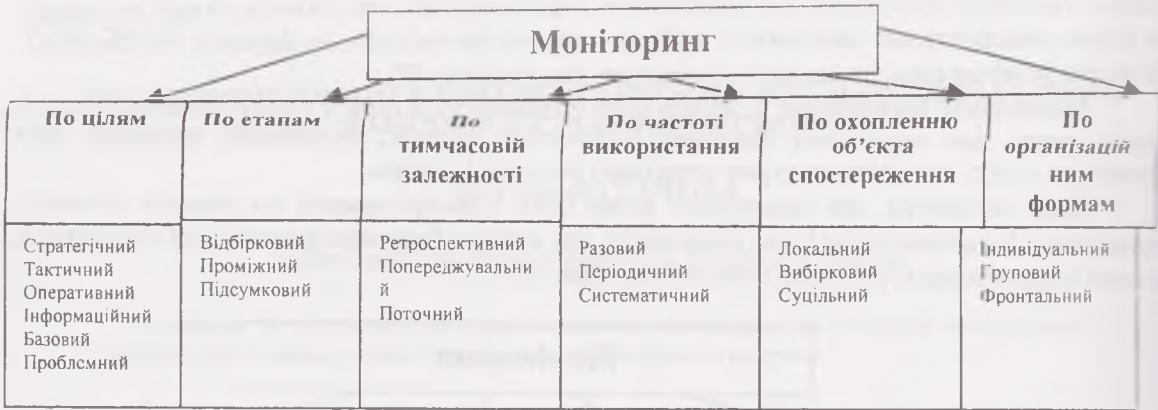 Моніторинг
По цілям
По етапам
По
тимчасовій
залежності
По частоті
використання
По охопленню
об’єкта
спостереження
По
організацій
ним
формам
Стратегічний
Тактичний
Оперативний
Інформаційний
Базовий
Проблемний
Відбірковий
Проміжний
Підсумковий
Ретроспективний
Попереджувальни
й
Поточний
Разовий
Періодичний
Систематичний
Локальний
Вибірковий
Суцільний
Індивідуальний
Груповий
Фронтальний